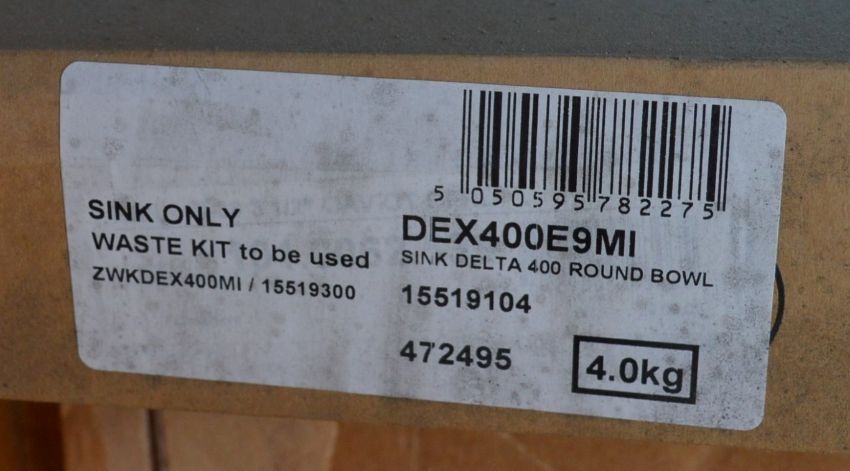 5 050595 782275
SINK ONLY
WASTE KIT to be used
ZWKDEX400MI / 15519300
DEX400E9MI
SINK DELTA 400 ROUND BOWL
15519104
472495
4.0kg